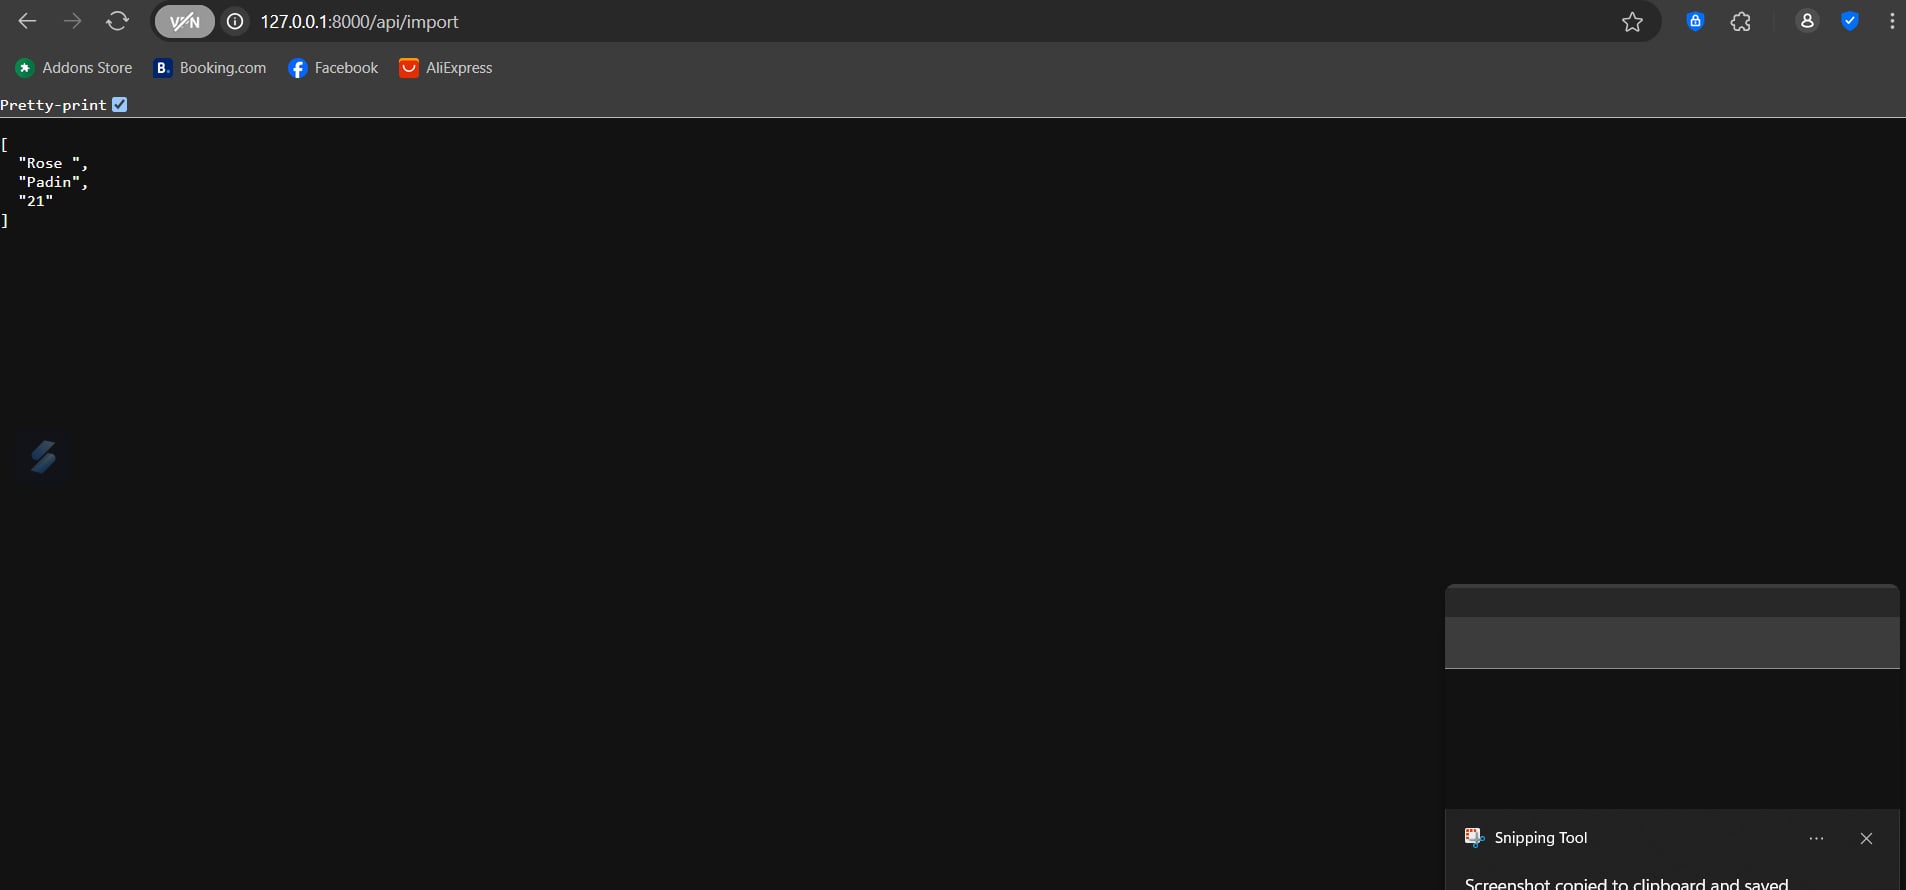 VPN 127.0.0.1:8000/api/import
Addons Store B. Booking.com Facebook AliExpress
Pretty-print
[
"Rose ",
"Padin",
"21"
]
Snipping Tool
Screenshot copied to clipboard and saved